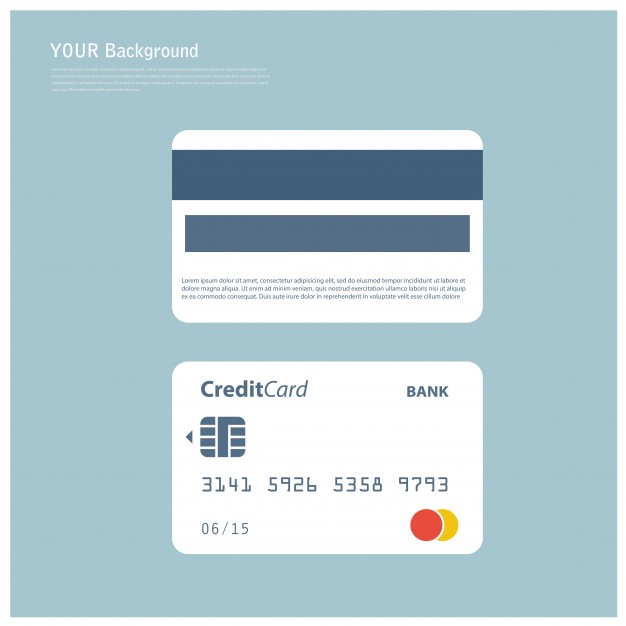 YOUR Background
Lorem ipsum dolor sit amet, consectetur adipisicing elit, sed do eiusmod tempor incididunt ut labore et
dolore magna aliqua. Ut enim ad minim veniam, quis nostrud exercitation ullamco laboris nisi ut aliquip
ex ea commodo consequat. Duis aute irure dolor in reprehenderit in voluptate velit cillum dolore
CreditCard
BANK
3141 5926 5358 9793
06/15